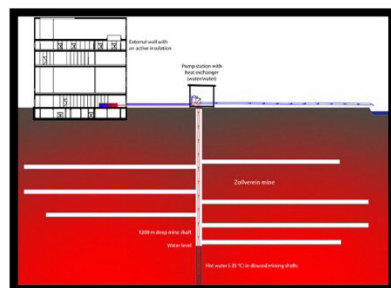 External wall with
an active insulation
Pump station with
heat exchanger
(water/water)
Zollverein mine
1200 m deep mine shaft
Water level
Hot water (-35 °C) in disused mining shafts